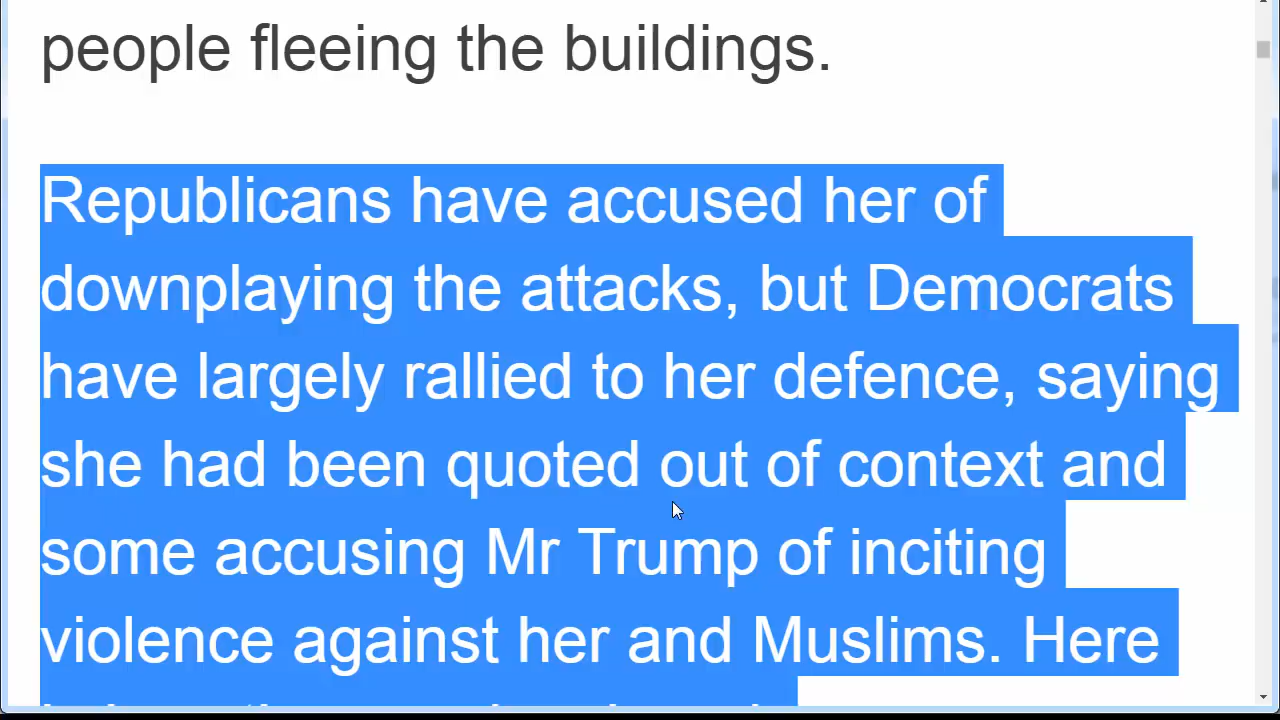 people fleeing the buildings.
Republicans have accused her of
downplaying the attacks, but Democrats
have largely rallied to her defence, saying
she had been quoted out of context and
some accusing Mr Trump of inciting
violence against her and Muslims. Here